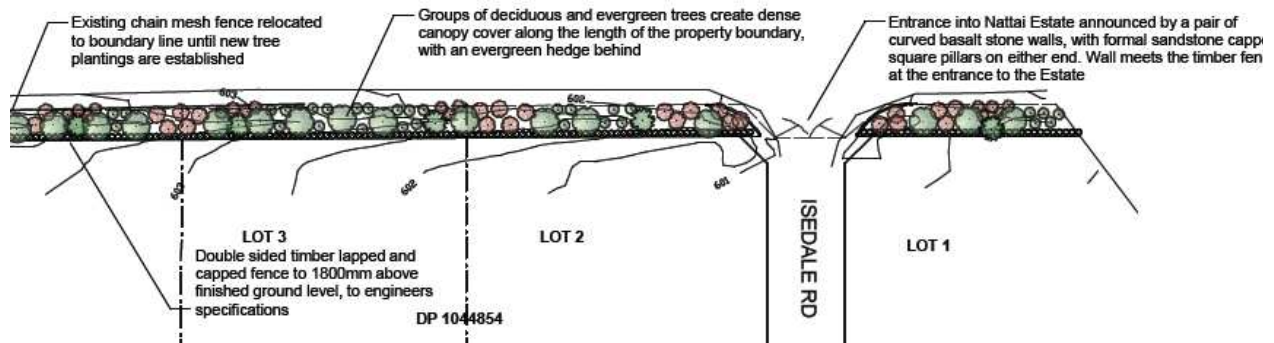 Existing chain mesh fence relocated
to boundary line until new tree
plantings are established
Groups of deciduous and evergreen trees create dense
canopy cover along the length of the property boundary,
with an evergreen hedge behind
Entrance into Nattai Estate announced by a pair of
curved basalt stone walls, with formal sandstone cappe
square pillars on either end. Wall meets the timber fen
at the entrance to the Estate
603
602
603
602
601
LOT 3
LOT 2
ISEDALE RD
LOT 1
Double sided timber lapped and
capped fence to 1800mm above
finished ground level, to engineers
specifications
DP 1044854